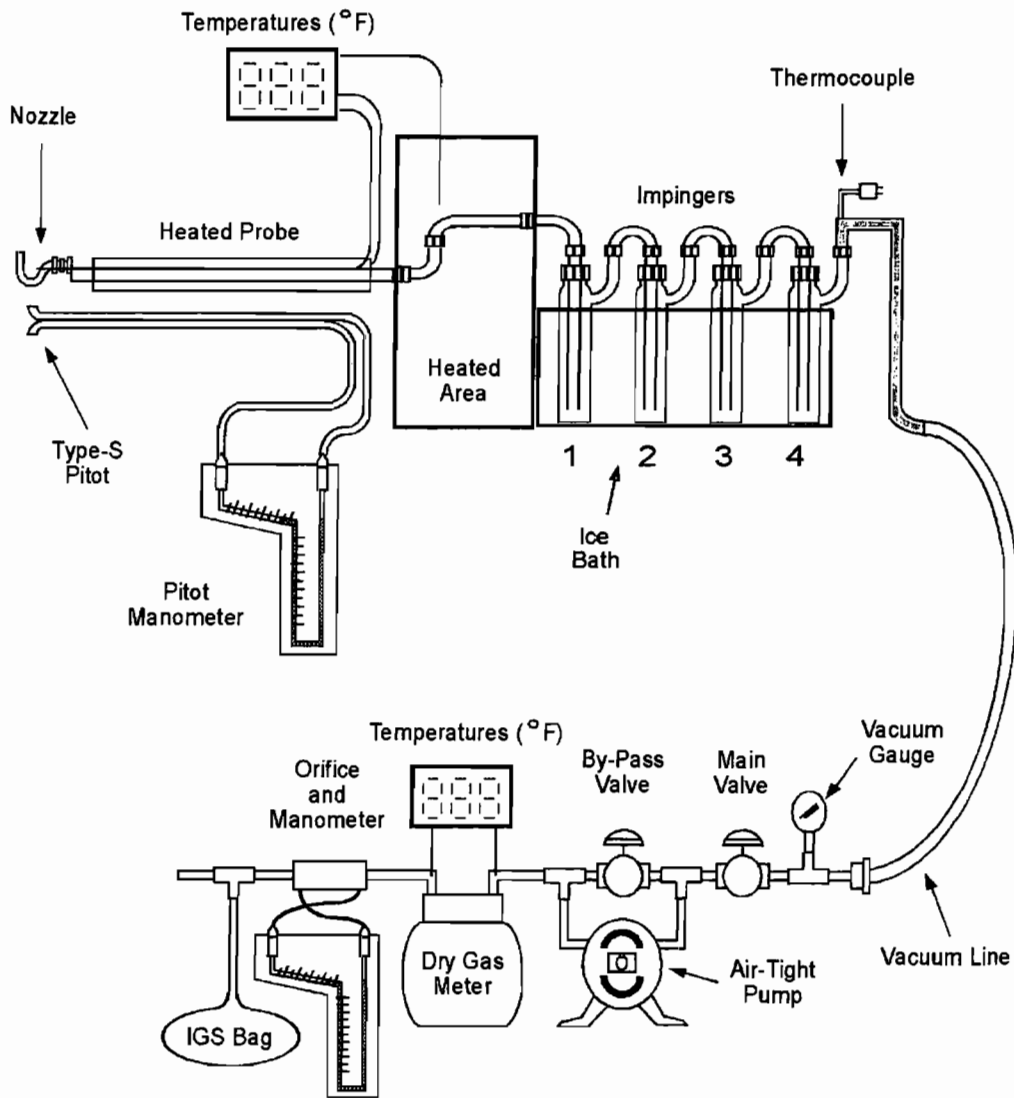 Temperatures (°F)
Nozzle
Thermocouple
Heated Probe
Impingers
Heated
Area
Type-S
Pitot
1 2 3 4
Ice
Bath
Pitot
Manometer
Temperatures (°F)
Orifice
and
Manometer
By-Pass
Valve
Main
Valve
Vacuum
Gauge
Dry Gas
Meter
Air-Tight
Pump
Vacuum Line
IGS Bag